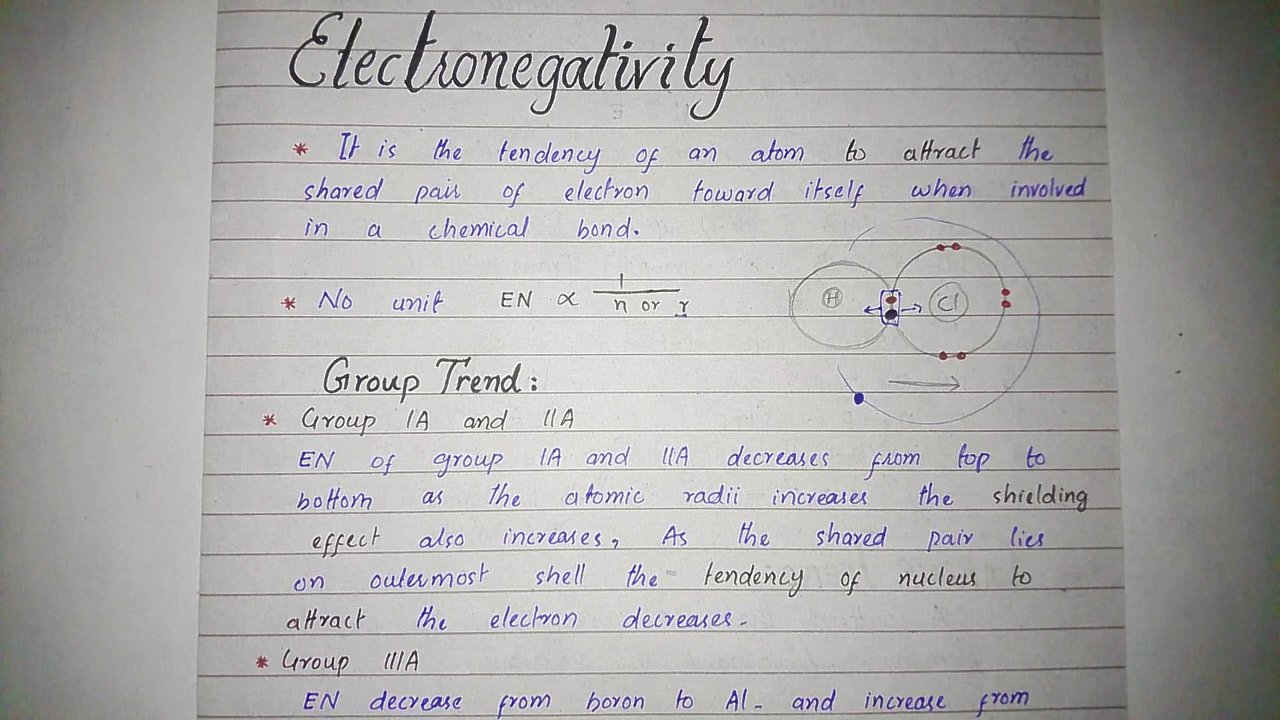 Electronegativity
* It is the tendency of an atom to attract the
shared pair of electron toward itself when involved
in a chemical bond.
* No unit EN ∝ 1 / n or r
H Cl
Group Trend:
* Group IA and IIA
EN of group IA and IIA decreases from top to
bottom as the atomic radii increases the shielding
effect also increases, As the shared pair lies
on outermost shell the tendency of nucleus to
attract the electron decreases.
* Group IIIA
EN decrease from boron to Al. and increase from